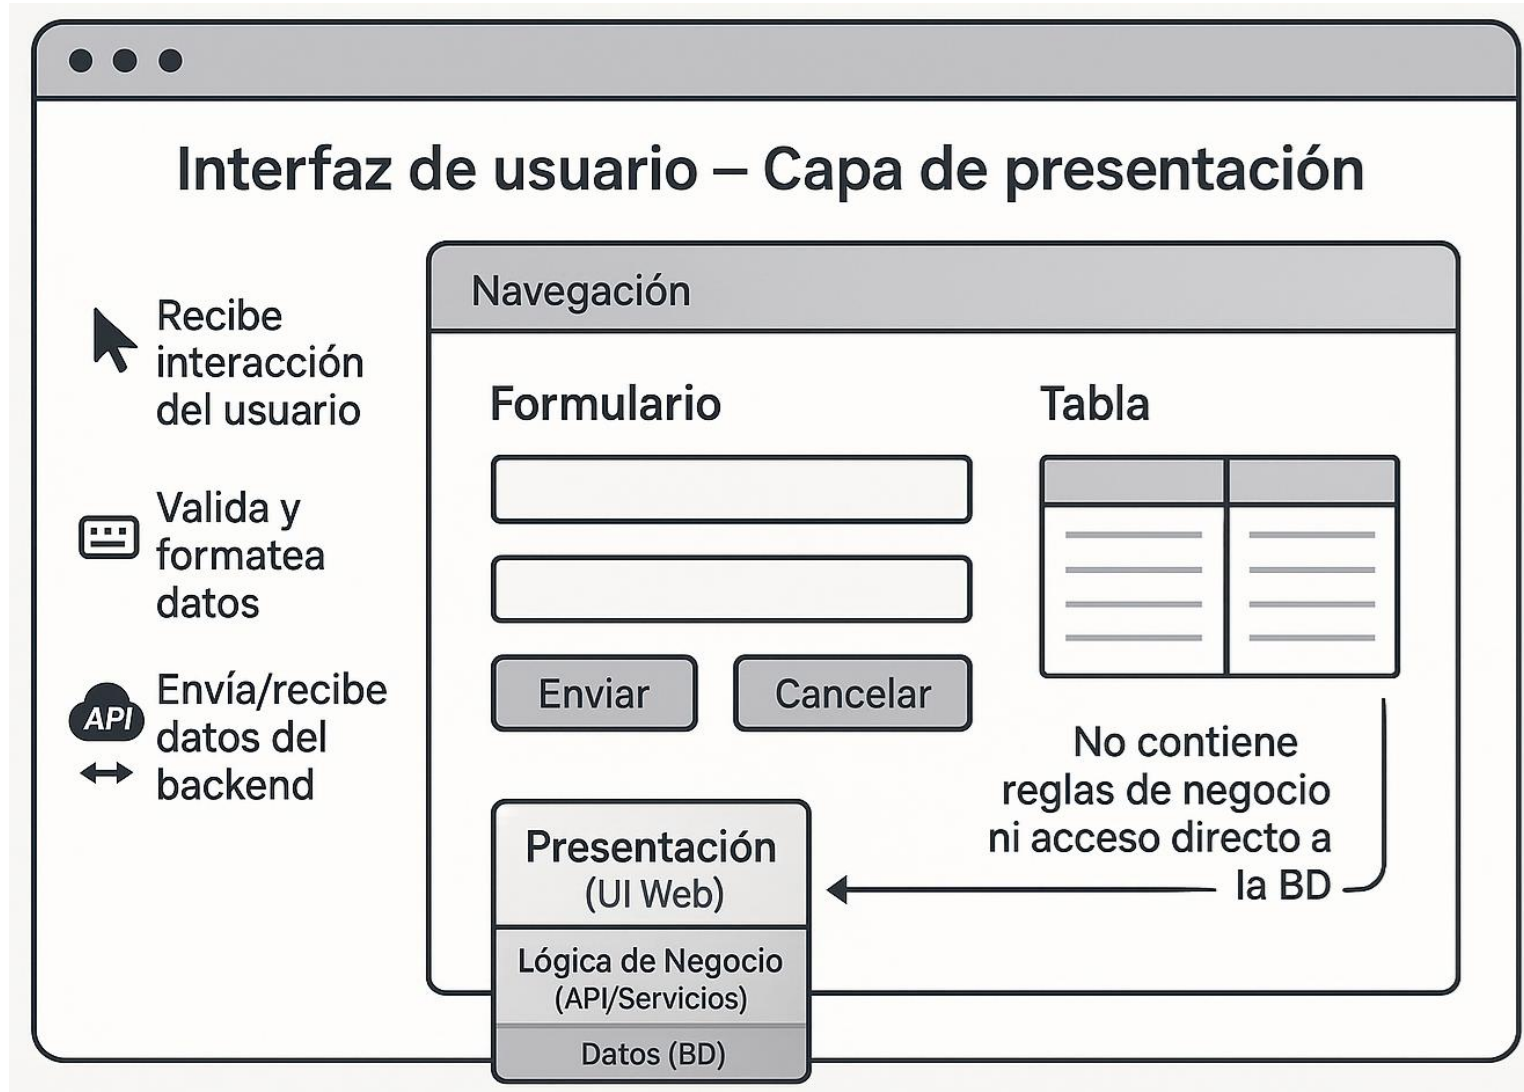 Interfaz de usuario – Capa de presentación
Recibe
interacción
del usuario
Valida y
formatea
datos
API
Envía/recibe
datos del
backend
Navegación
Formulario
Enviar
Cancelar
Tabla
No contiene
reglas de negocio
ni acceso directo a
la BD
Presentación
(UI Web)
Lógica de Negocio
(API/Servicios)
Datos (BD)